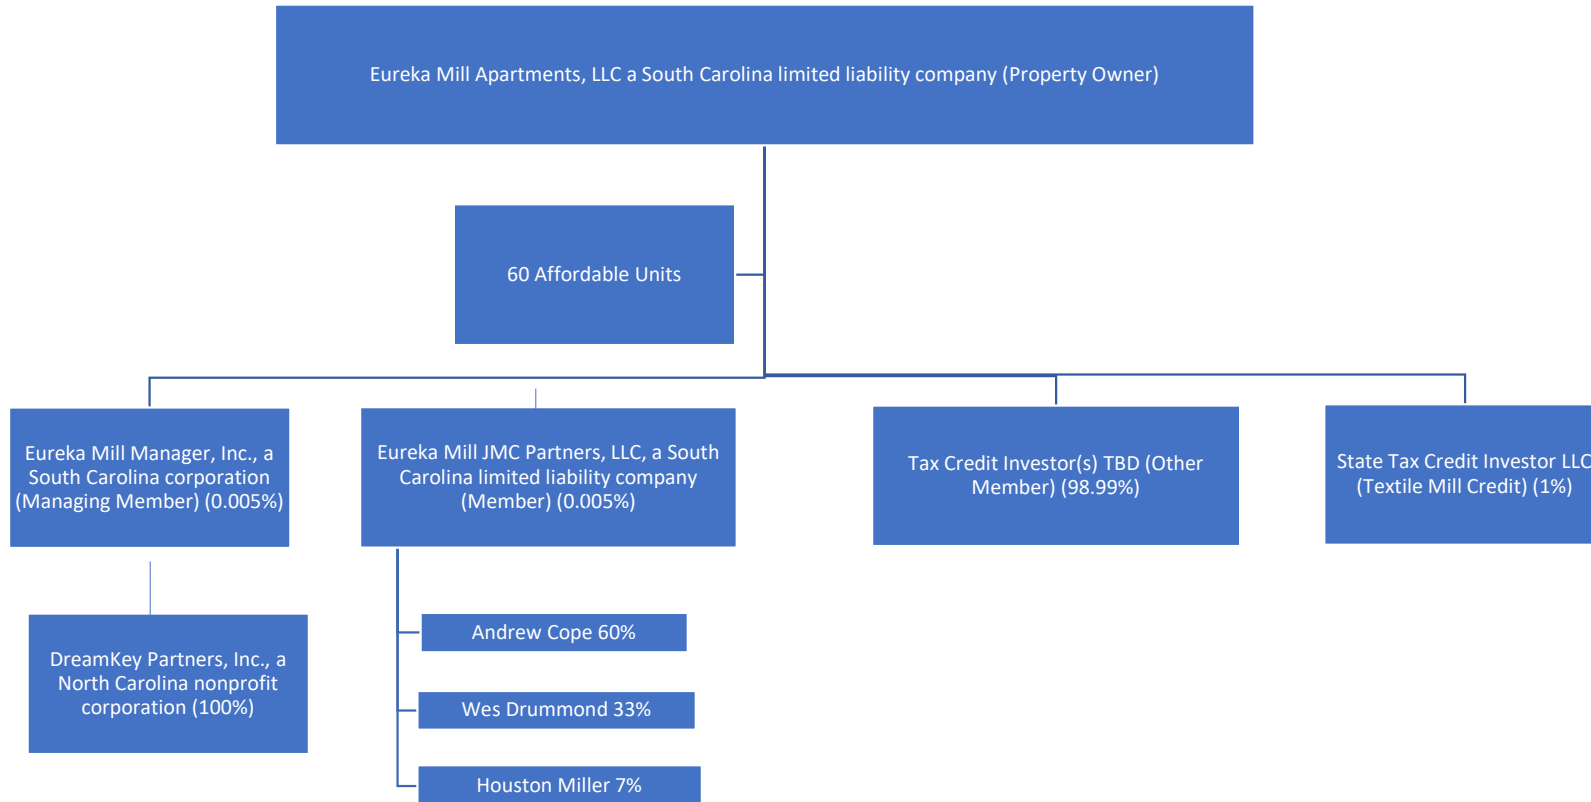 Eureka Mill Apartments, LLC a South Carolina limited liability company (Property Owner)
60 Affordable Units
Eureka Mill Manager, Inc., a
South Carolina corporation
(Managing Member) (0.005%)
Eureka Mill JMC Partners, LLC, a South
Carolina limited liability company
(Member) (0.005%)
Tax Credit Investor(s) TBD (Other
Member) (98.99%)
State Tax Credit Investor LLC
(Textile Mill Credit) (1%)
DreamKey Partners, Inc., a
North Carolina nonprofit
corporation (100%)
Andrew Cope 60%
Wes Drummond 33%
Houston Miller 7%